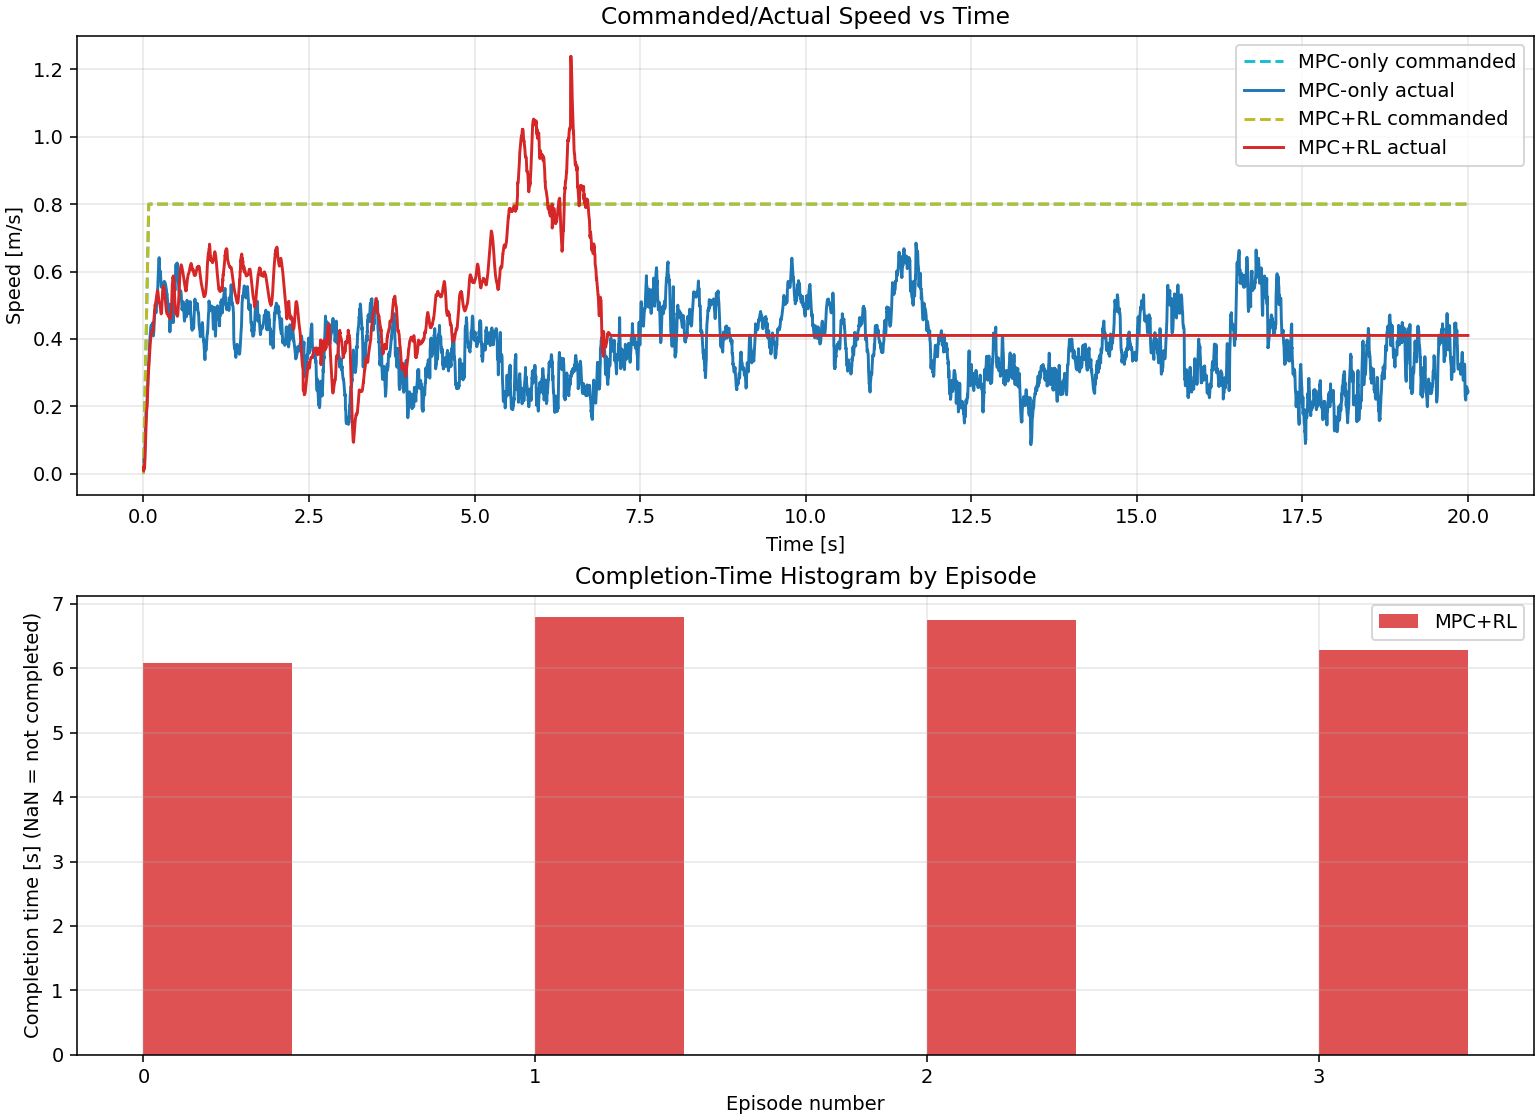 Commanded/Actual Speed vs Time
Speed [m/s]
1.2
1.0
0.8
0.6
0.4
0.2
0.0
MPC-only commanded
MPC-only actual
MPC+RL commanded
MPC+RL actual
0.0 2.5 5.0 7.5 10.0 12.5 15.0 17.5 20.0
Time [s]
Completion-Time Histogram by Episode
Completion time [s] (NaN = not completed)
7
6
5
4
3
2
1
0
MPC+RL
0 1 2 3
Episode number